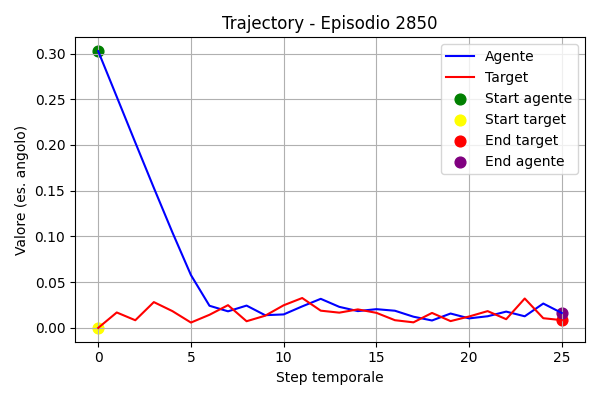 Trajectory - Episodio 2850
Agente
Target
Start agente
Start target
End target
End agente
Valore (es. angolo)
0.30
0.25
0.20
0.15
0.10
0.05
0.00
0 5 10 15 20 25
Step temporale